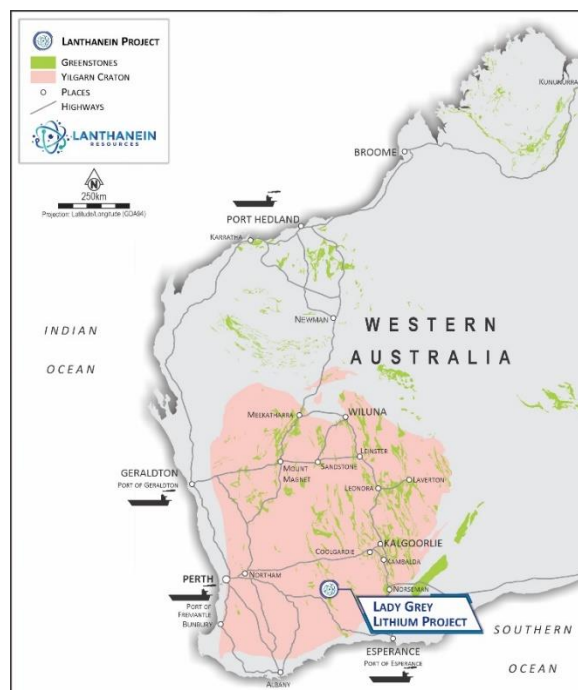 LANTHANEIN PROJECT
GREENSTONES
YILGARN CRATON
PLACES
HIGHWAYS
LANTHANEIN
RESOURCES
N
250km
Projection: Latitude/Longitude (GDA94)
KUNUNURRA
BROOME
PORT HEDLAND
KARRATHA
NEWMAN
WESTERN
AUSTRALIA
INDIAN
OCEAN
MEEKATHARRA
WILUNA
LEINSTER
MOUNT
MAGNET
SANDSTONE
LEONORA
LAVERTON
GERALDTON
PORT OF GERALDTON
KALGOORLIE
COOLGARDIE
KAMBALDA
PERTH
NORTHAM
NORSEMAN
PORT OF
FREMANTLE
BUNBURY
LADY GREY
LITHIUM PROJECT
ESPERANCE
PORT OF ESPERANCE
ALBANY
SOUTHERN
OCEAN